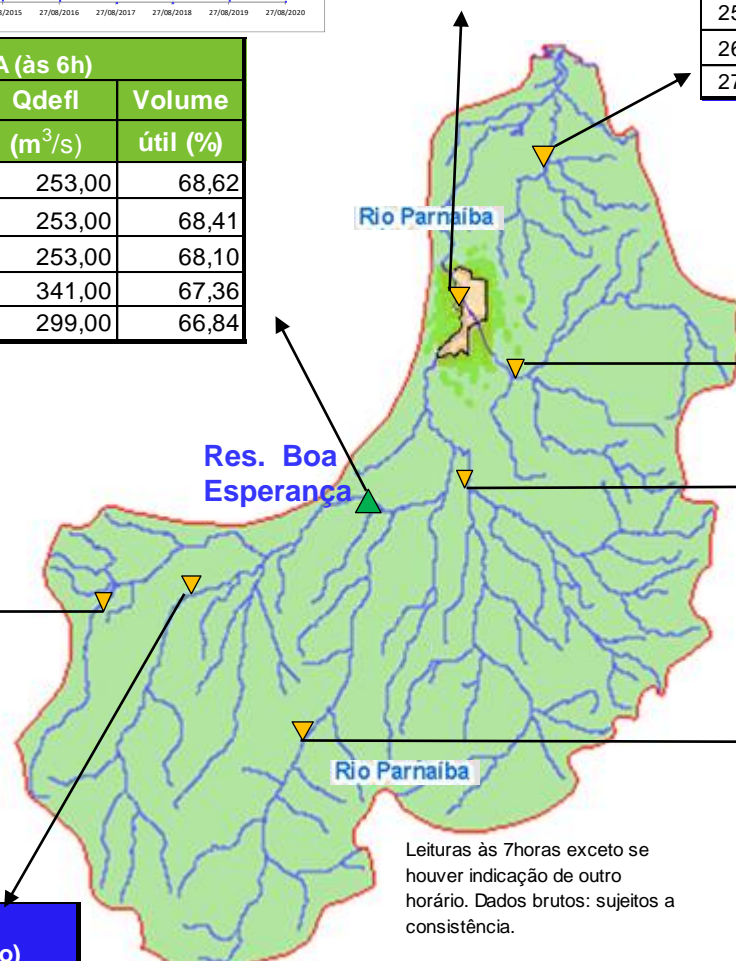 27/08/2016 27/08/2017 27/08/2018 27/08/2019 27/08/2020
25
26
27
(às 6h)
Qdefl Volume
(m³/s) útil (%)
253,00 68,62
253,00 68,41
253,00 68,10
341,00 67,36
299,00 66,84
Rio Parnaíba
Res. Boa
Esperança
Rio Parnaíba
Leituras às 7horas exceto se
houver indicação de outro
horário. Dados brutos: sujeitos a
consistência.